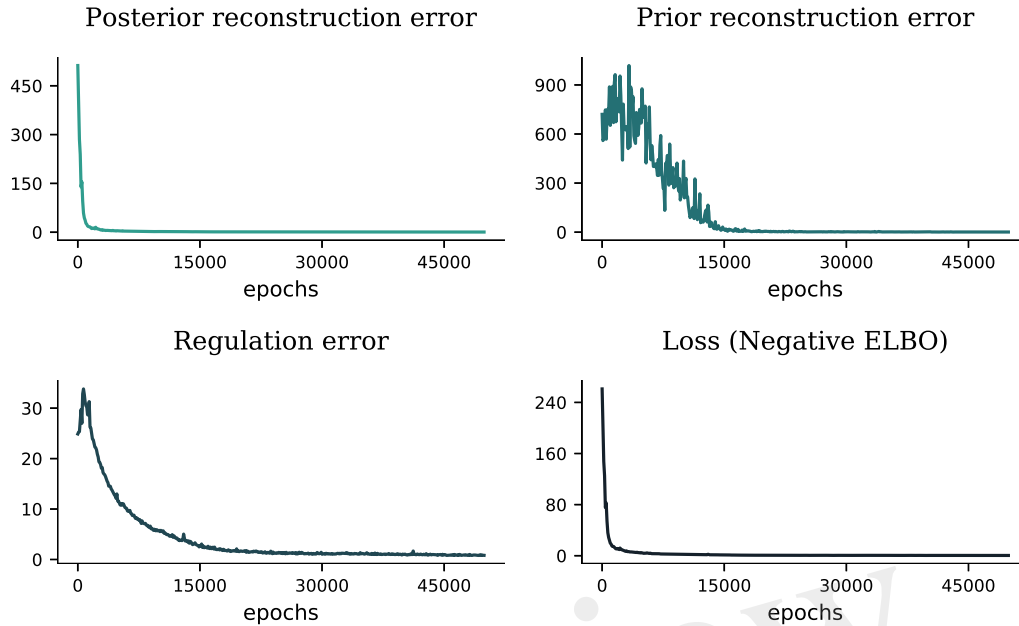 Posterior reconstruction error
450
300
150
0
0 15000 30000 45000
epochs
Prior reconstruction error
900
600
300
0
0 15000 30000 45000
epochs
Regulation error
30
20
10
0
0 15000 30000 45000
epochs
Loss (Negative ELBO)
240
160
80
0
0 15000 30000 45000
epochs